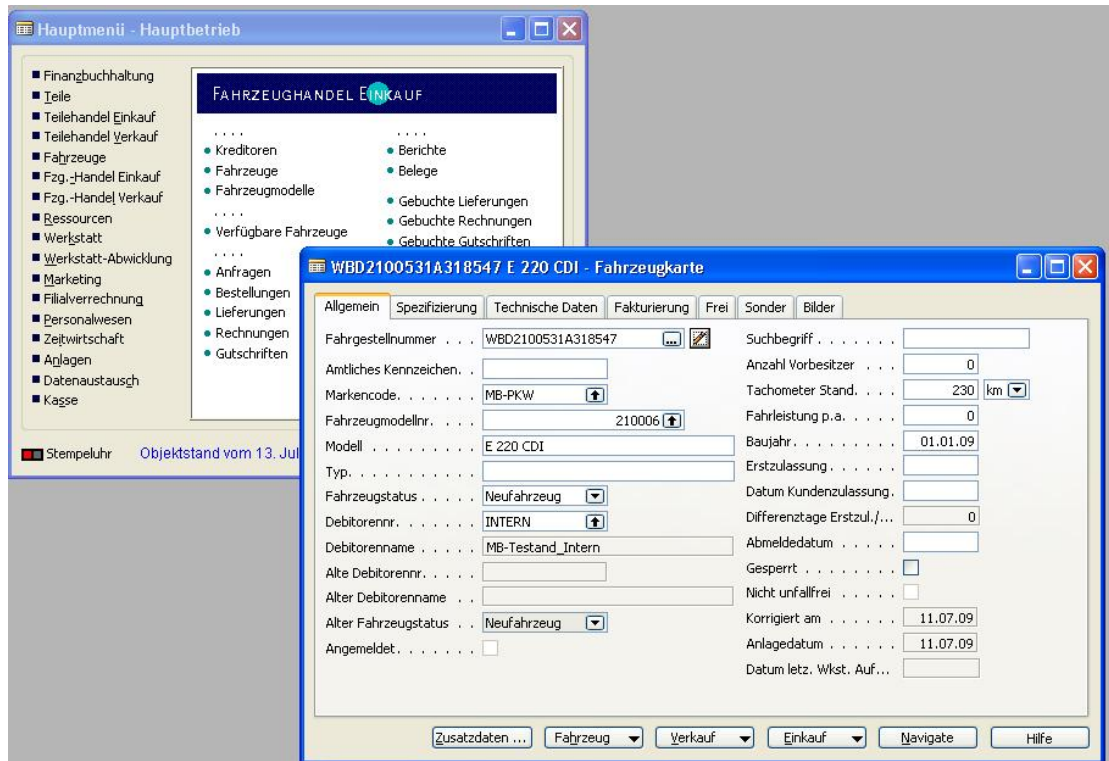 Hauptmenü - Hauptbetrieb
Finanzbuchhaltung
Teile
Teilehandel Einkauf
Teilehandel Verkauf
Fahrzeuge
Fzg.-Handel Einkauf
Fzg.-Handel Verkauf
Ressourcen
Werkstatt
Werkstatt-Abwicklung
Marketing
Filialverrechnung
Personalwesen
Zeitwirtschaft
Anlagen
Datenaustausch
Kasse
FAHRZEUGHANDEL EINKAUF
. . . .
Kreditoren
Fahrzeuge
Fahrzeugmodelle
. . . .
Verfügbare Fahrzeuge
. . . .
Anfragen
Bestellungen
Lieferungen
Rechnungen
Gutschriften
. . . .
Berichte
Belege
Gebuchte Lieferungen
Gebuchte Rechnungen
Gebuchte Gutschriften
Stempeluhr Objektstand vom 13. Jul
WBD2100531A318547 E 220 CDI - Fahrzeugkarte
Allgemein Spezifizierung Technische Daten Fakturierung Frei Sonder Bilder
Fahrgestellnummer . . . WBD2100531A318547 ...
Amtliches Kennzeichen. .
Markencode. . . . . . . MB-PKW
Fahrzeugmodellnr. . . . . 210006
Modell . . . . . . . . . E 220 CDI
Typ. . . . . . . . . . .
Fahrzeugstatus . . . . . Neufahrzeug
Debitorennr. . . . . . . INTERN
Debitorenname . . . . . MB-Testand_Intern
Alte Debitorennr. . . . .
Alter Debitorenname . .
Alter Fahrzeugstatus . . Neufahrzeug
Angemeldet. . . . . . .
Suchbegriff . . . . . . .
Anzahl Vorbesitzer . . . 0
Tachometer Stand. . . . 230 km
Fahrleistung p.a. . . . . 0
Baujahr. . . . . . . . . 01.01.09
Erstzulassung. . . . . .
Datum Kundenzulassung.
Differenztage Erstzul./... 0
Abmeldedatum . . . . .
Gesperrt . . . . . . . .
Nicht unfallfrei . . . . .
Korrigiert am . . . . . . 11.07.09
Anlagedatum . . . . . . 11.07.09
Datum letz. Wkst. Auf...
Zusatzdaten ... Fahrzeug Verkauf Einkauf Navigate Hilfe